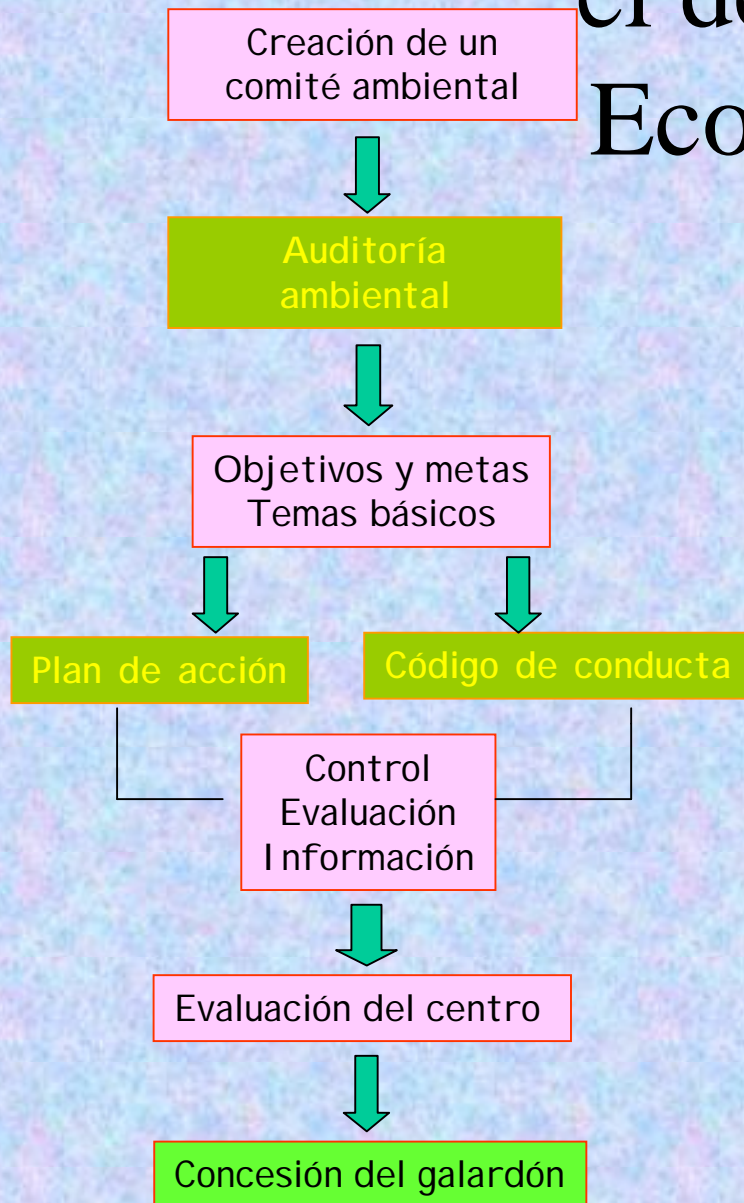 Creación de un
comité ambiental
Auditoría
ambiental
Objetivos y metas
Temas básicos
Plan de acción
Código de conducta
Control
Evaluación
Información
Evaluación del centro
Concesión del galardón